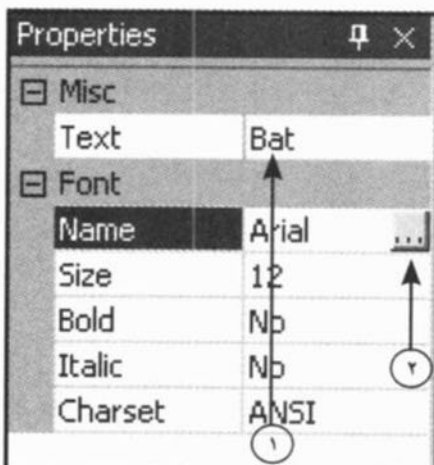 Properties
Misc
Text Bat
Font
Name Arial ...
Size 12
Bold No
Italic No
Charset ANSI
٢
١